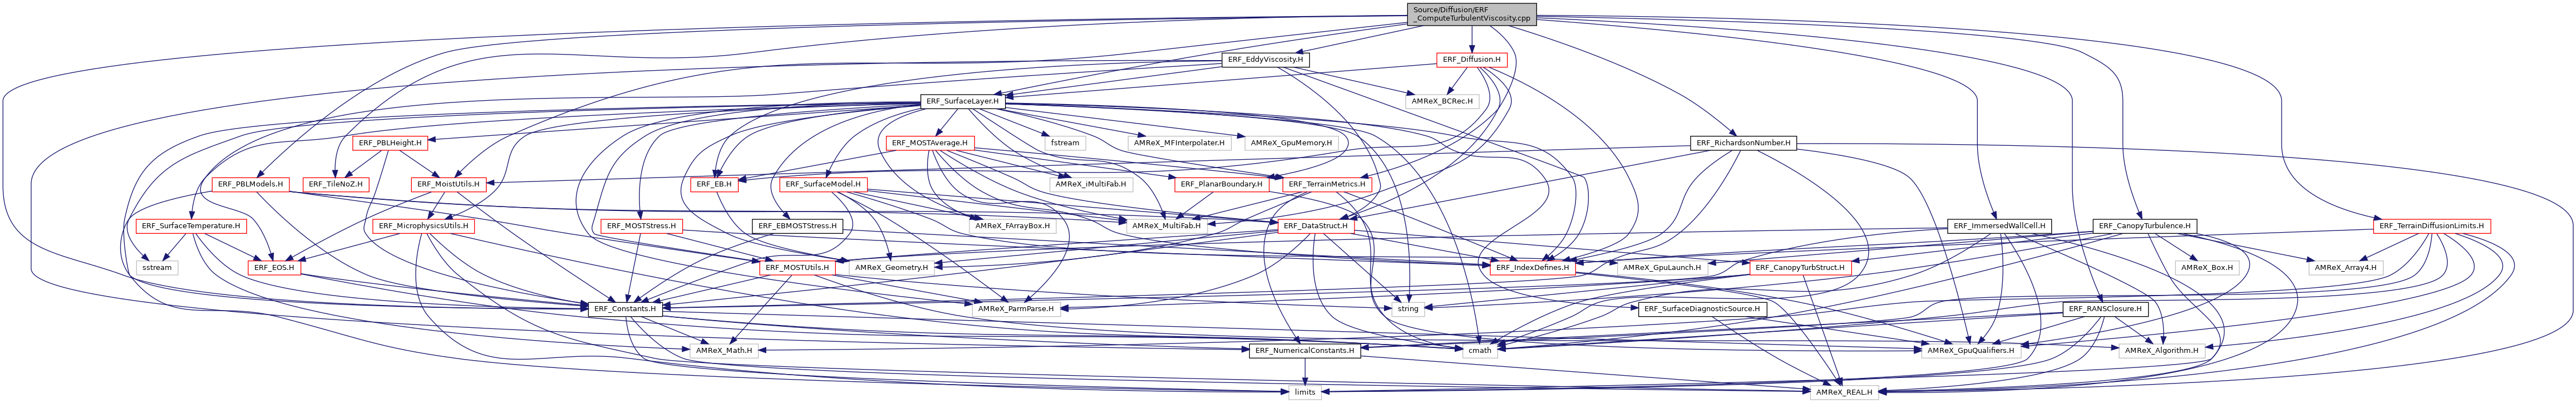 Source/Diffusion/ERF
_ComputeTurbulentViscosity.cpp
ERF_EddyViscosity.H
ERF_Diffusion.H
ERF_SurfaceLayer.H
AMReX_BCRec.H
ERF_PBLHeight.H
ERF_MOSTAverage.H
fstream
AMReX_MFInterpolater.H
AMReX_GpuMemory.H
ERF_RichardsonNumber.H
ERF_PBLModels.H
ERF_TileNoZ.H
ERF_MoistUtils.H
ERF_EB.H
ERF_SurfaceModel.H
AMReX_iMultiFab.H
ERF_PlanarBoundary.H
ERF_TerrainMetrics.H
ERF_SurfaceTemperature.H
ERF_MicrophysicsUtils.H
ERF_MOSTStress.H
ERF_EBMOSTStress.H
AMReX_FArrayBox.H
AMReX_MultiFab.H
ERF_DataStruct.H
ERF_ImmersedWallCell.H
ERF_CanopyTurbulence.H
ERF_TerrainDiffusionLimits.H
sstream
ERF_EOS.H
ERF_MOSTUtils.H
AMReX_Geometry.H
ERF_IndexDefines.H
AMReX_GpuLaunch.H
ERF_CanopyTurbStruct.H
AMReX_Box.H
AMReX_Array4.H
ERF_Constants.H
AMReX_ParmParse.H
string
ERF_SurfaceDiagnosticSource.H
ERF_RANSClosure.H
AMReX_Math.H
ERF_NumericalConstants.H
cmath
AMReX_GpuQualifiers.H
AMReX_Algorithm.H
limits
AMReX_REAL.H